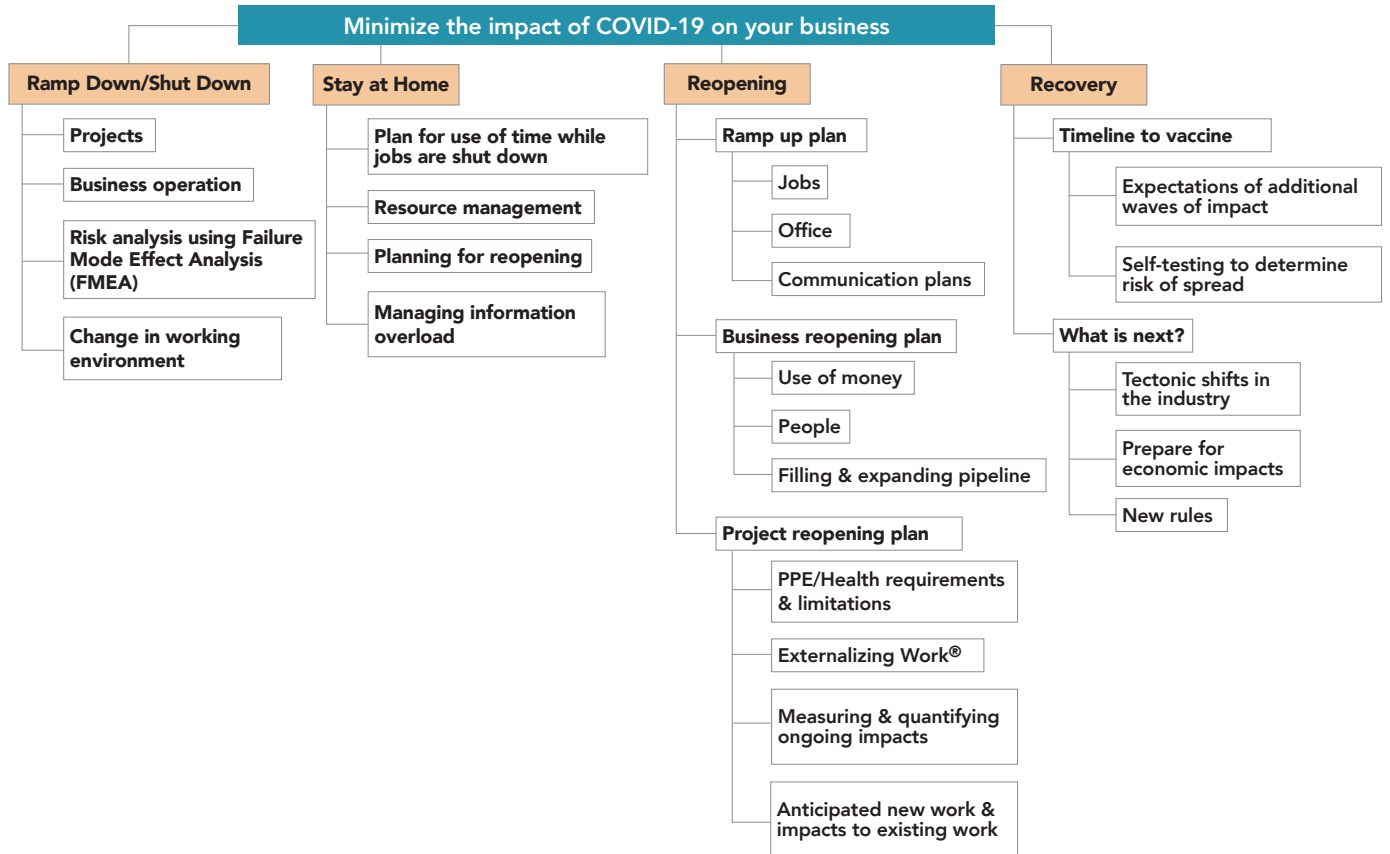 Minimize the impact of COVID-19 on your business
Ramp Down/Shut Down
Projects
Business operation
Risk analysis using Failure
Mode Effect Analysis
(FMEA)
Change in working
environment
Stay at Home
Plan for use of time while
jobs are shut down
Resource management
Planning for reopening
Managing information
overload
Reopening
Ramp up plan
Jobs
Office
Communication plans
Business reopening plan
Use of money
People
Filling & expanding pipeline
Project reopening plan
PPE/Health requirements
& limitations
Externalizing Work®
Measuring & quantifying
ongoing impacts
Anticipated new work &
impacts to existing work
Recovery
Timeline to vaccine
Expectations of additional
waves of impact
Self-testing to determine
risk of spread
What is next?
Tectonic shifts in
the industry
Prepare for
economic impacts
New rules